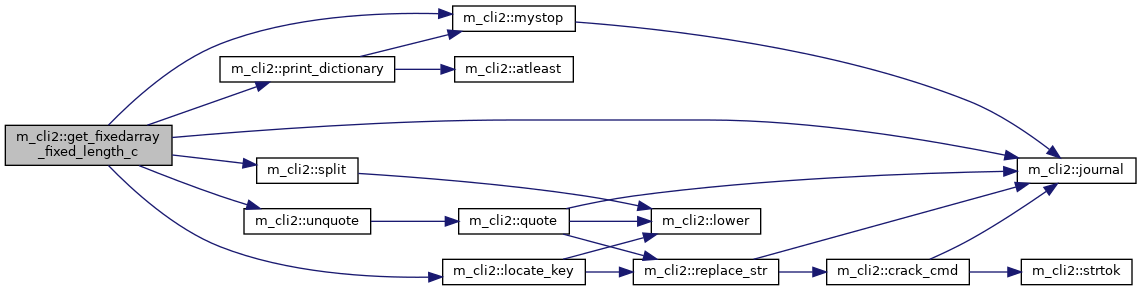 m_cli2::mystop
m_cli2::print_dictionary
m_cli2::atleast
m_cli2::get_fixedarray
_fixed_length_c
m_cli2::split
m_cli2::journal
m_cli2::unquote
m_cli2::quote
m_cli2::lower
m_cli2::locate_key
m_cli2::replace_str
m_cli2::crack_cmd
m_cli2::strtok